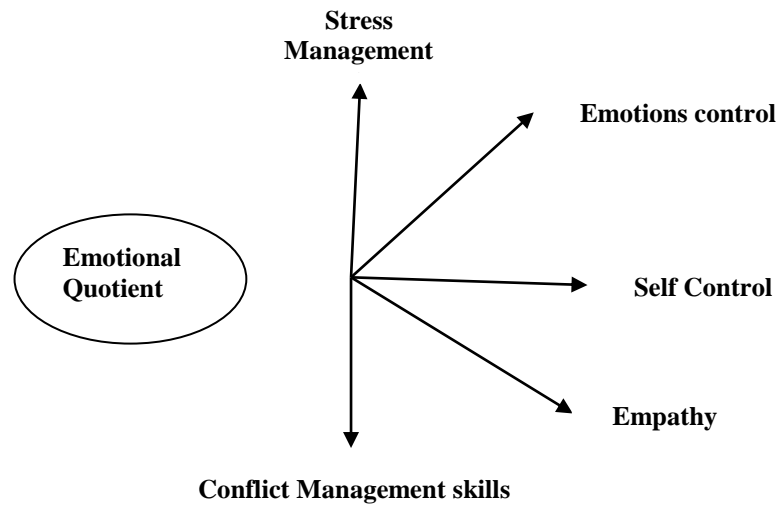 Stress
Management
Emotions control
Emotional
Quotient
Self Control
Empathy
Conflict Management skills